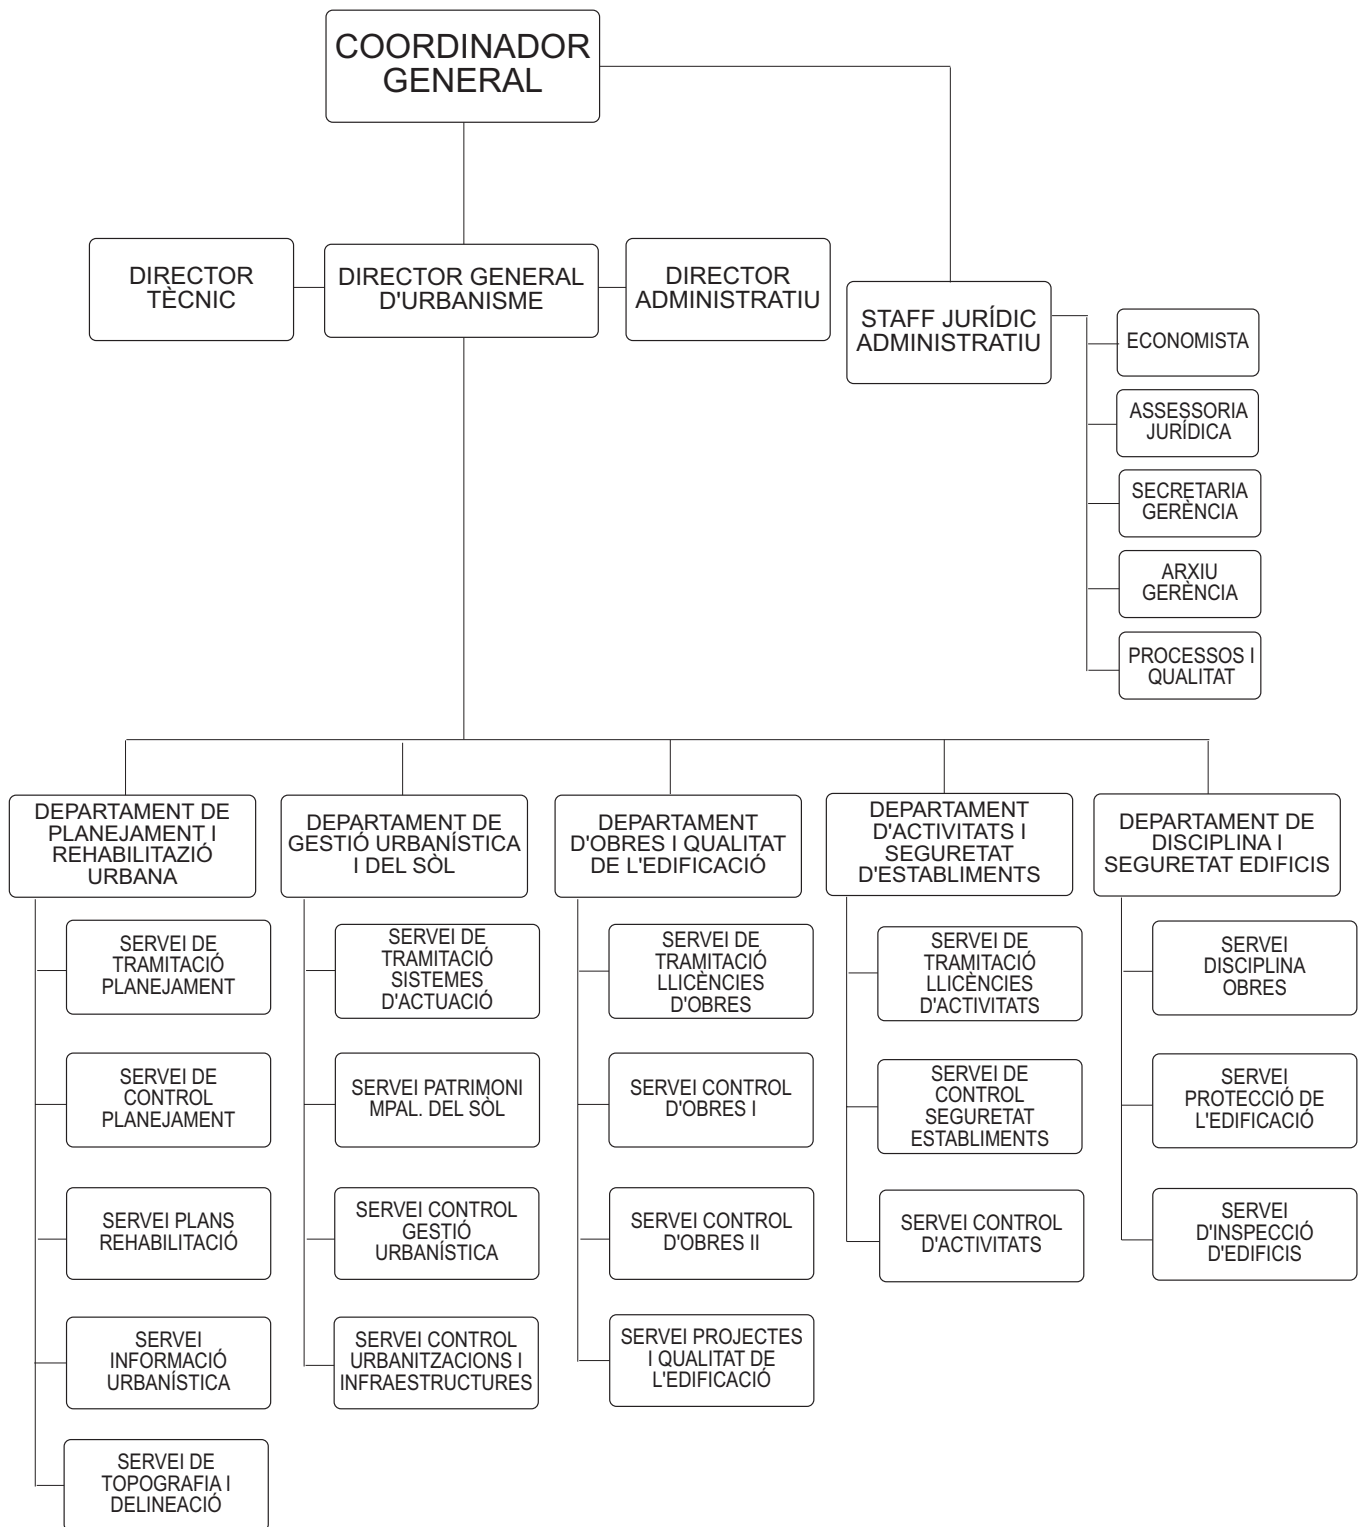 COORDINADOR
GENERAL
DIRECTOR
TÈCNIC
DIRECTOR GENERAL
D'URBANISME
DIRECTOR
ADMINISTRATIU
STAFF JURÍDIC
ADMINISTRATIU
ECONOMISTA
ASSESSORIA
JURÍDICA
SECRETARIA
GERÈNCIA
ARXIU
GERÈNCIA
PROCESSOS I
QUALITAT
DEPARTAMENT DE
PLANEJAMENT I
REHABILITAZIÓ
URBANA
SERVEI DE
TRAMITACIÓ
PLANEJAMENT
SERVEI DE
CONTROL
PLANEJAMENT
SERVEI PLANS
REHABILITACIÓ
SERVEI
INFORMACIÓ
URBANÍSTICA
SERVEI DE
TOPOGRAFIA I
DELINEACIÓ
DEPARTAMENT DE
GESTIÓ URBANÍSTICA
I DEL SÒL
SERVEI DE
TRAMITACIÓ
SISTEMES
D'ACTUACIÓ
SERVEI PATRIMONI
MPAL. DEL SÒL
SERVEI CONTROL
GESTIÓ
URBANÍSTICA
SERVEI CONTROL
URBANITZACIONS I
INFRAESTRUCTURES
DEPARTAMENT
D'OBRES I QUALITAT
DE L'EDIFICACIÓ
SERVEI DE
TRAMITACIÓ
LLICÈNCIES
D'OBRES
SERVEI CONTROL
D'OBRES I
SERVEI CONTROL
D'OBRES II
SERVEI PROJECTES
I QUALITAT DE
L'EDIFICACIÓ
DEPARTAMENT
D'ACTIVITATS I
SEGURETAT
D'ESTABLIMENTS
SERVEI DE
TRAMITACIÓ
LLICÈNCIES
D'ACTIVITATS
SERVEI DE
CONTROL
SEGURETAT
ESTABLIMENTS
SERVEI CONTROL
D'ACTIVITATS
DEPARTAMENT DE
DISCIPLINA I
SEGURETAT EDIFICIS
SERVEI
DISCIPLINA
OBRES
SERVEI
PROTECCIÓ DE
L'EDIFICACIÓ
SERVEI
D'INSPECCIÓ
D'EDIFICIS